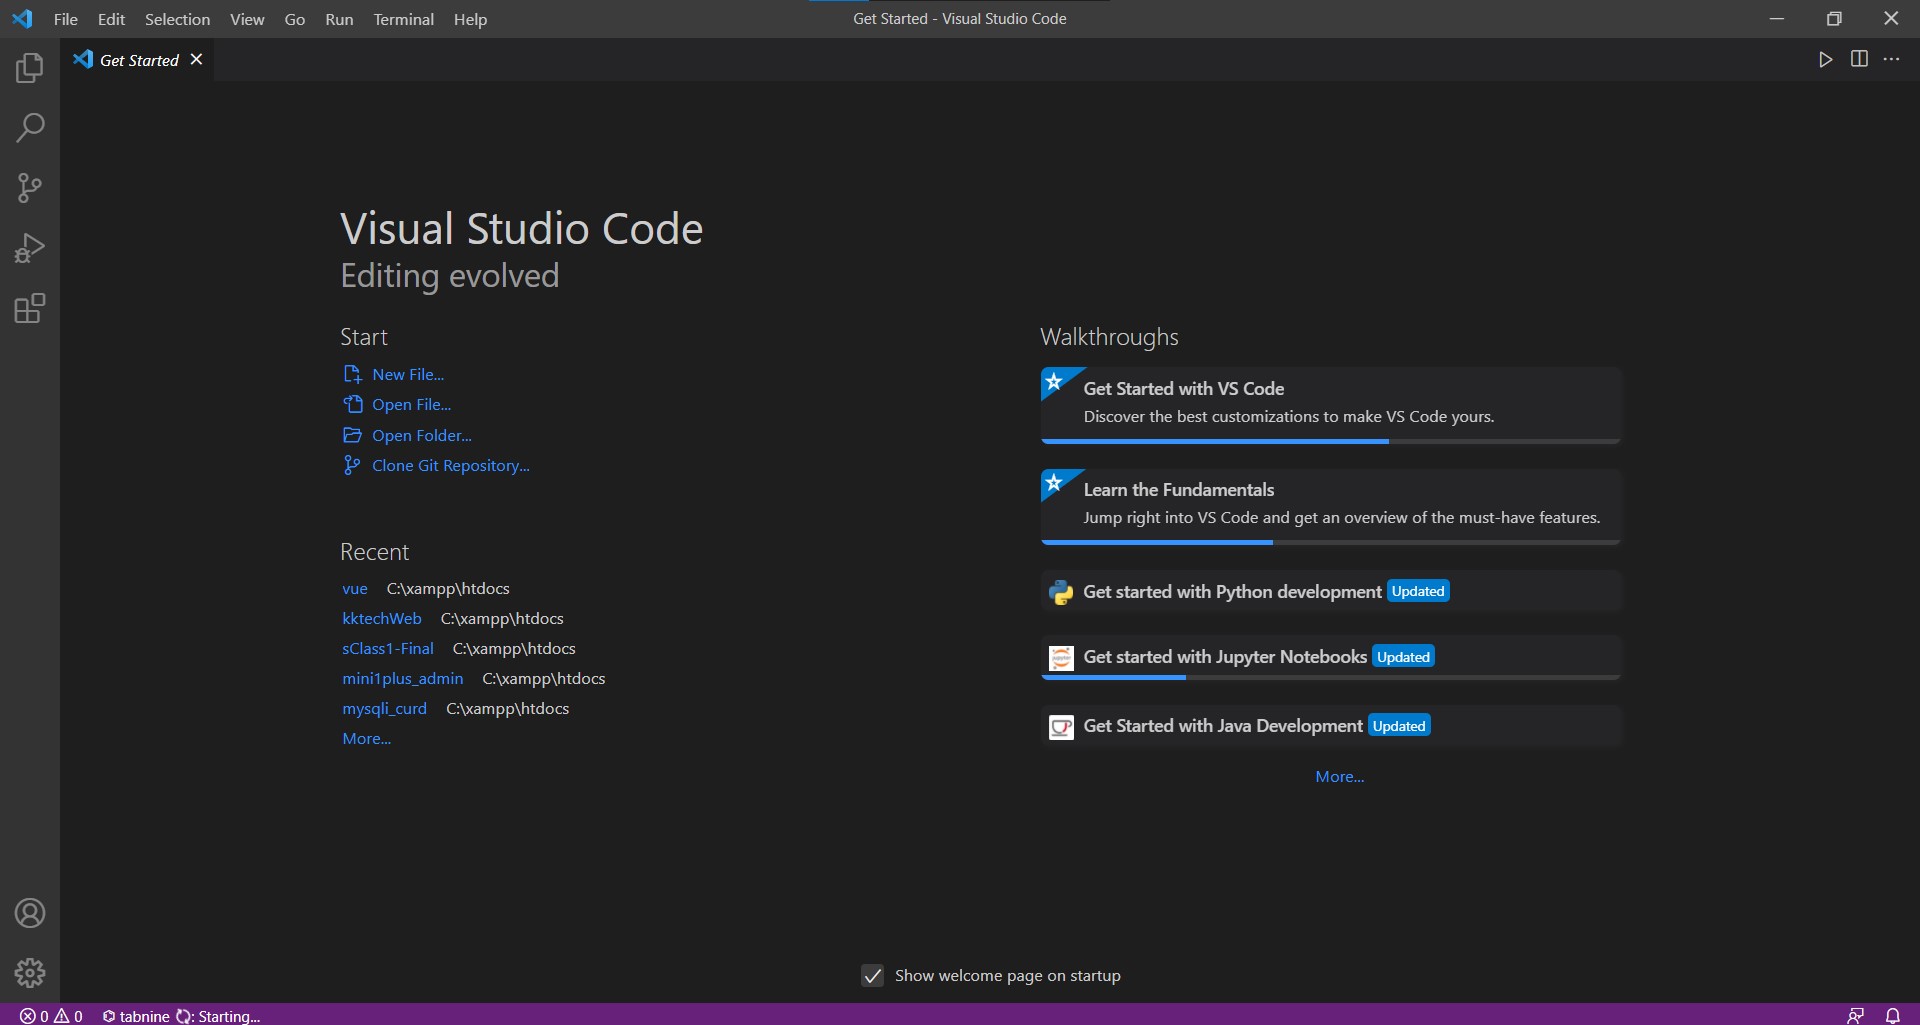 File Edit Selection View Go Run Terminal Help
Get Started - Visual Studio Code
Get Started
Visual Studio Code
Editing evolved
Start
New File...
Open File...
Open Folder...
Clone Git Repository...
Recent
vue C:\xampp\htdocs
kktechWeb C:\xampp\htdocs
sClass1-Final C:\xampp\htdocs
mini1plus_admin C:\xampp\htdocs
mysqli_curd C:\xampp\htdocs
More...
Walkthroughs
Get Started with VS Code
Discover the best customizations to make VS Code yours.
Learn the Fundamentals
Jump right into VS Code and get an overview of the must-have features.
Get started with Python development Updated
Get started with Jupyter Notebooks Updated
Get Started with Java Development Updated
More...
Show welcome page on startup
0 0 tabnine : Starting...